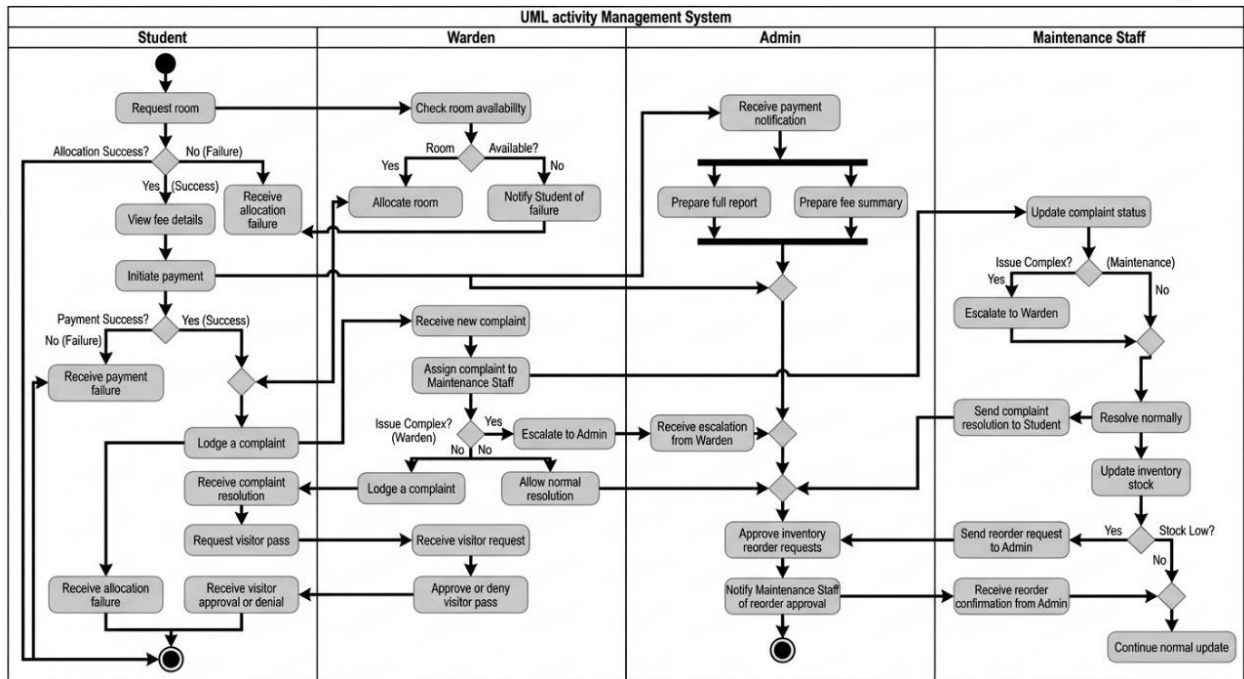 UML activity Management System
Student
Warden
Admin
Maintenance Staff
Request room
Allocation Success?
No (Failure)
Yes
(Success)
Receive
allocation
failure
View fee details
Initiate payment
Payment Success?
Yes (Success)
No (Failure)
Receive payment
failure
Lodge a complaint
Receive complaint
resolution
Request visitor pass
Receive allocation
failure
Receive visitor
approval or denial
Check room availability
Room
Available?
Yes
No
Allocate room
Notify Student of
failure
Receive new complaint
Assign complaint to
Maintenance Staff
Issue Complex?
(Warden)
Yes
No
No
Escalate to Admin
Lodge a complaint
Allow normal
resolution
Receive visitor request
Approve or deny
visitor pass
Receive payment
notification
Prepare full report
Prepare fee summary
Receive escalation
from Warden
Approve inventory
reorder requests
Notify Maintenance Staff
of reorder approval
Update complaint status
Issue Complex?
(Maintenance)
Yes
No
Escalate to Warden
Send complaint
resolution to Student
Resolve normally
Update inventory
stock
Stock Low?
Yes
No
Send reorder request
to Admin
Receive reorder
confirmation from Admin
Continue normal update